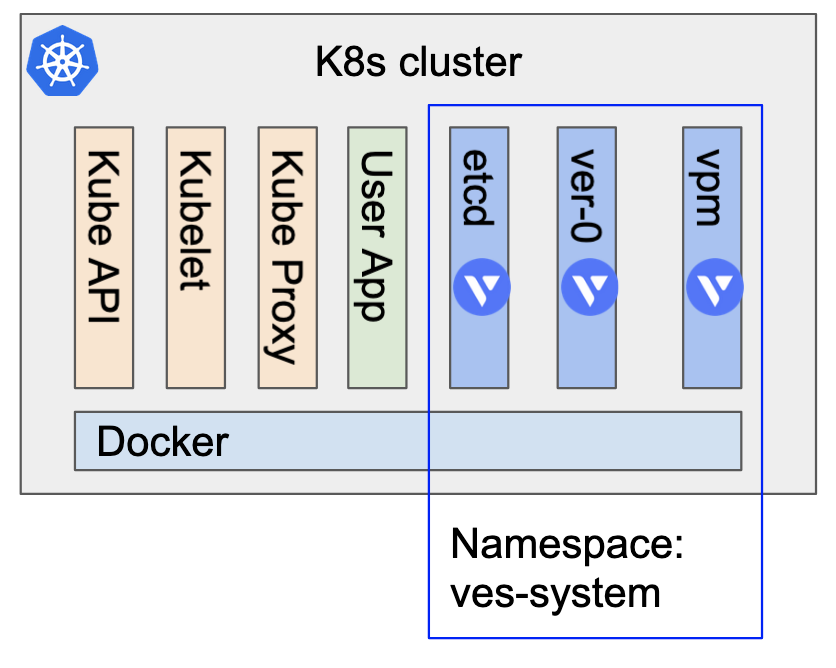 K8s cluster
Kube API
Kubelet
Kube Proxy
User App
etcd
ver-0
vpm
Docker
Namespace:
ves-system